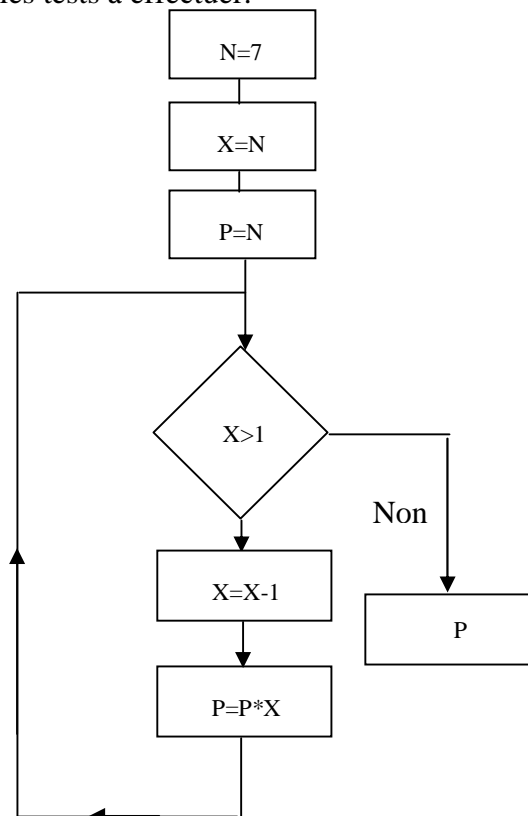 les tests à effectuer.
N=7
X=N
P=N
X>1
Non
X=X-1
P
P=P*X